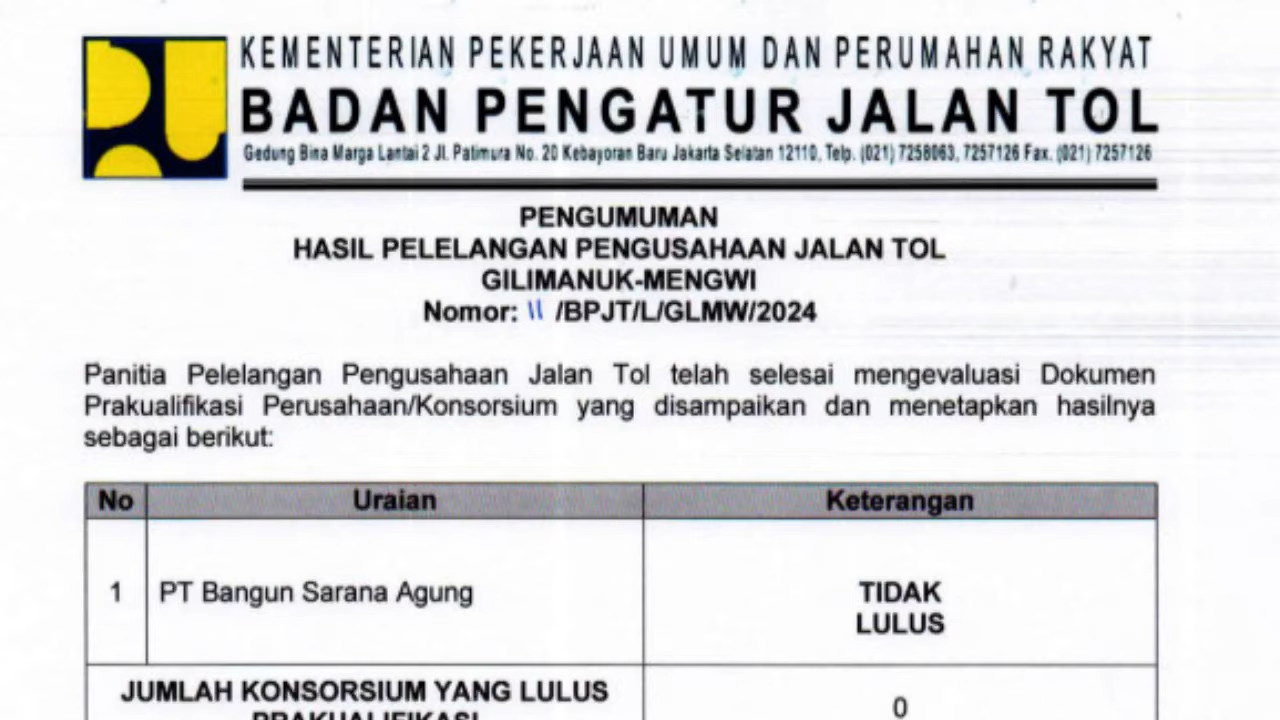 KEMENTERIAN PEKERJAAN UMUM DAN PERUMAHAN RAKYAT
BADAN PENGATUR JALAN TOL
Gedung Bina Marga Lantai 2 Jl. Patimura No. 20 Kebayoran Baru Jakarta Selatan 12110, Telp. (021) 7258063, 7257126 Fax. (021) 7257126
PENGUMUMAN
HASIL PELELANGAN PENGUSAHAAN JALAN TOL
GILIMANUK-MENGWI
Nomor: 11 /BPJT/L/GLMW/2024
Panitia Pelelangan Pengusahaan Jalan Tol telah selesai mengevaluasi Dokumen
Prakualifikasi Perusahaan/Konsorsium yang disampaikan dan menetapkan hasilnya
sebagai berikut:
No Uraian Keterangan
1 PT Bangun Sarana Agung TIDAK
LULUS
JUMLAH KONSORSIUM YANG LULUS
PRAKUALIFIKASI 0